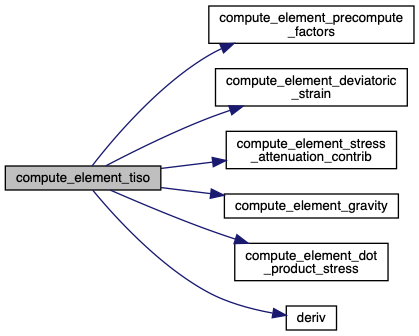 compute_element_precompute
_factors
compute_element_deviatoric
_strain
compute_element_stress
_attenuation_contrib
compute_element_tiso
compute_element_gravity
compute_element_dot
_product_stress
deriv